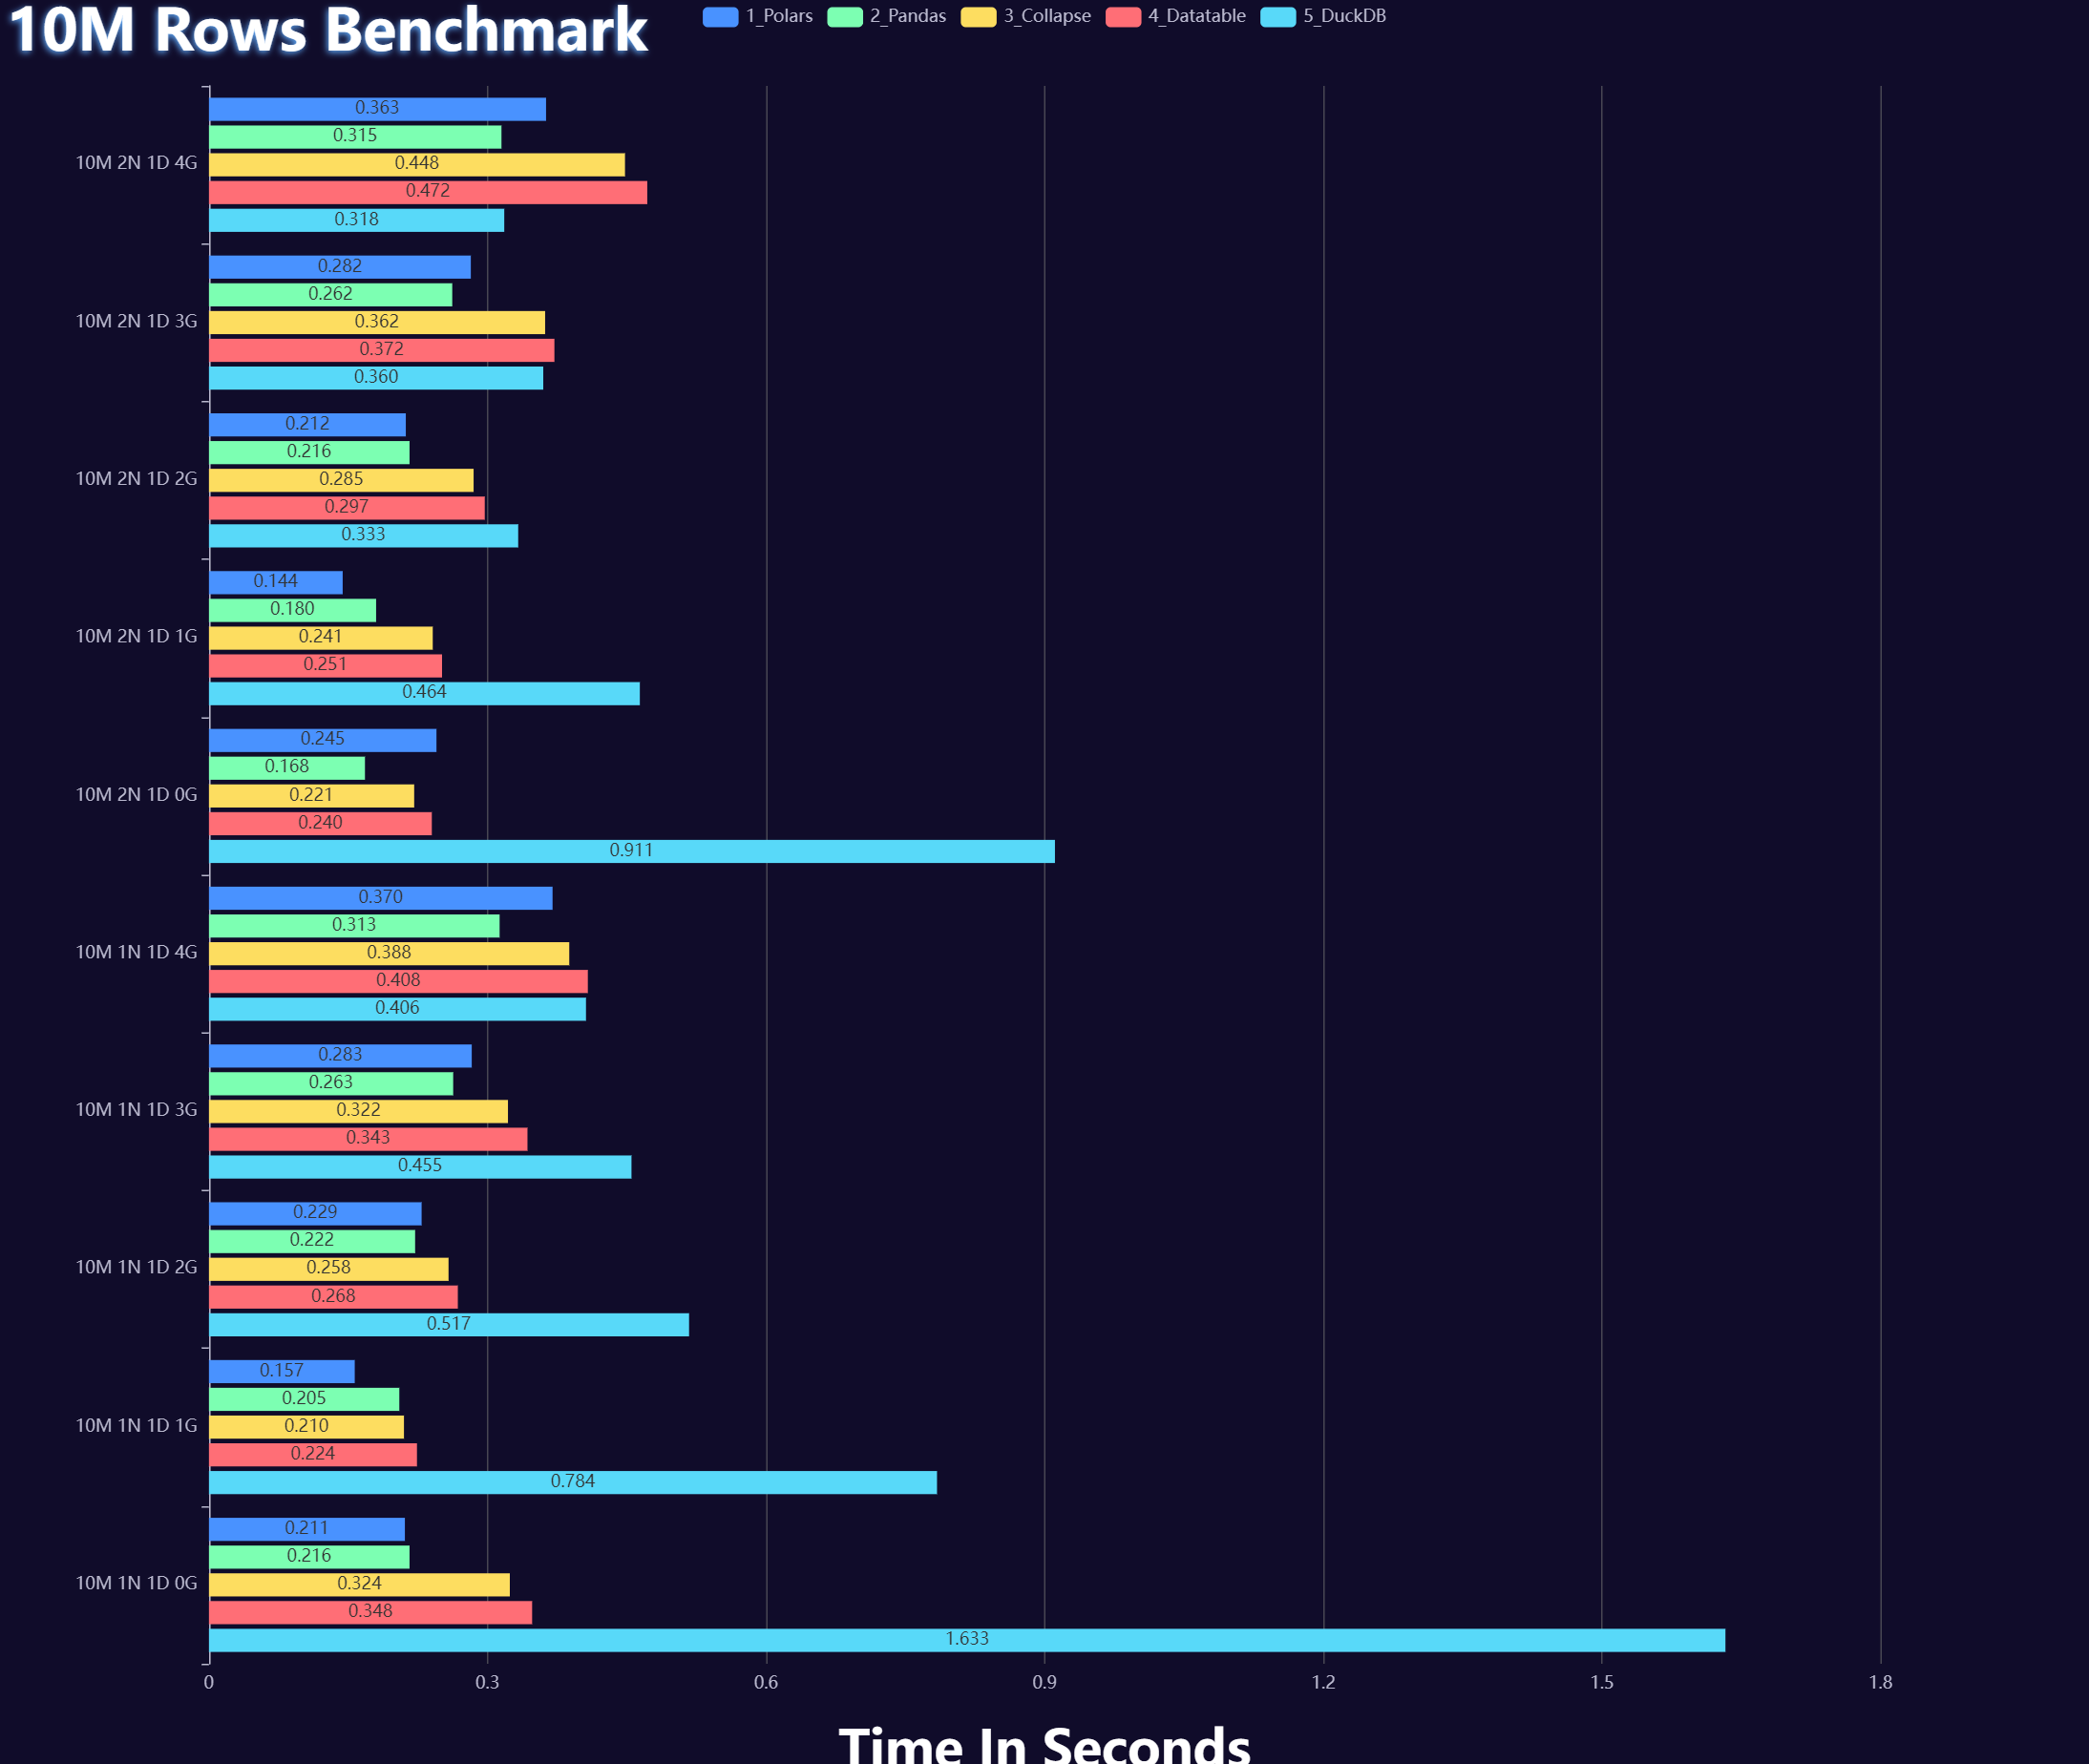 10M Rows Benchmark
1_Polars 2_Pandas 3_Collapse 4_Datatable 5_DuckDB
0.363
0.315
10M 2N 1D 4G 0.448
0.472
0.318
0.282
0.262
10M 2N 1D 3G 0.362
0.372
0.360
0.212
0.216
10M 2N 1D 2G 0.285
0.297
0.333
0.144
0.180
10M 2N 1D 1G 0.241
0.251
0.464
0.245
0.168
10M 2N 1D 0G 0.221
0.240
0.911
0.370
0.313
10M 1N 1D 4G 0.388
0.408
0.406
0.283
0.263
10M 1N 1D 3G 0.322
0.343
0.455
0.229
0.222
10M 1N 1D 2G 0.258
0.268
0.517
0.157
0.205
10M 1N 1D 1G 0.210
0.224
0.784
0.211
0.216
10M 1N 1D 0G 0.324
0.348
1.633
0 0.3 0.6 0.9 1.2 1.5 1.8
Time In Seconds